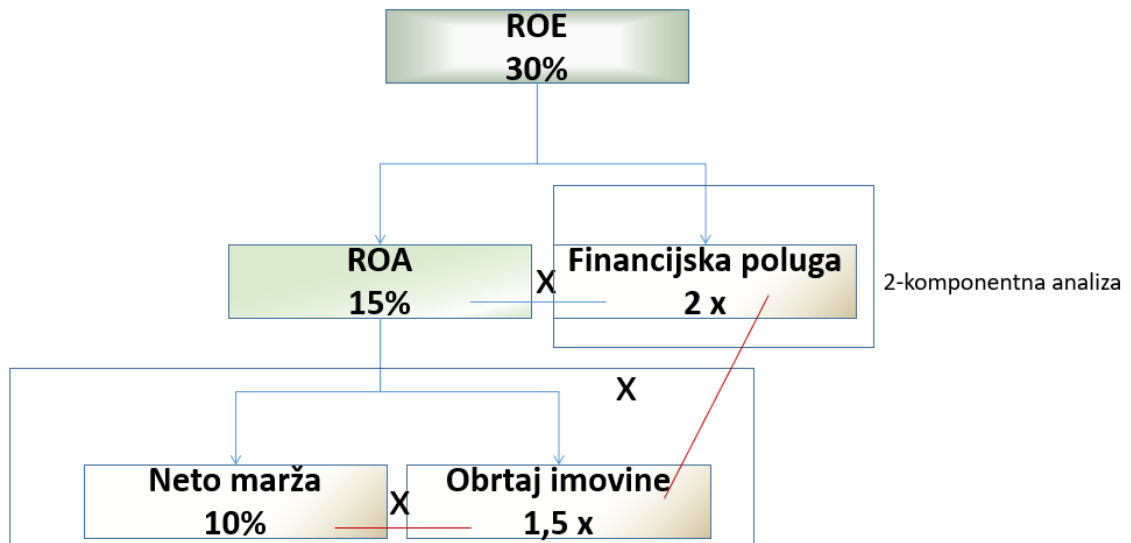 ROE
30%
ROA
15%
X
Financijska poluga
2 x
2-komponentna analiza
X
Neto marža
10%
X
Obrtaj imovine
1,5 x